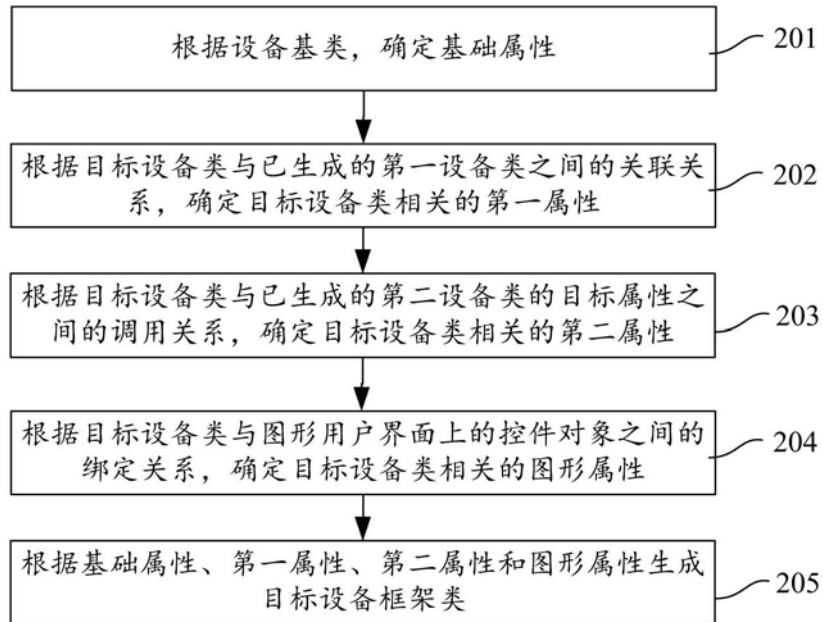 根据设备基类，确定基础属性
201
根据目标设备类与已生成的第一设备类之间的关联关
系，确定目标设备类相关的第一属性
202
根据目标设备类与已生成的第二设备类的目标属性之
间的调用关系，确定目标设备类相关的第二属性
203
根据目标设备类与图形用户界面上的控件对象之间的
绑定关系，确定目标设备类相关的图形属性
204
根据基础属性、第一属性、第二属性和图形属性生成
目标设备框架类
205